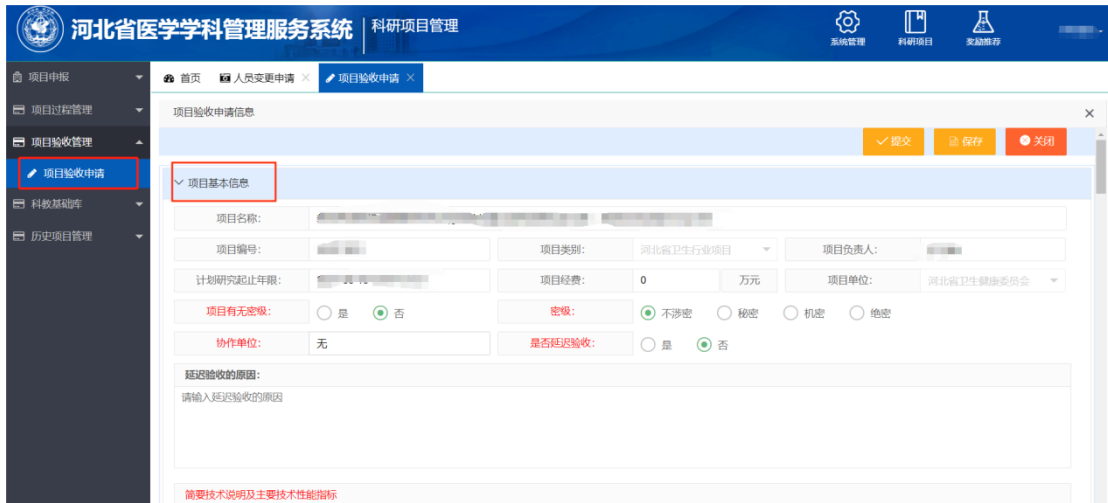 河北省医学学科管理服务系统 科研项目管理
系统管理 科研项目 奖励推荐
项目申报
项目过程管理
项目验收管理
项目验收申请
科教基础库
历史项目管理
首页 人员变更申请 项目验收申请
项目验收申请信息
提交 保存 关闭
项目基本信息
项目名称:
项目编号: 项目类别: 河北省卫生行业项目 项目负责人:
计划研究起止年限: 项目经费: 0 万元 项目单位: 河北省卫生健康委员会
项目有无密级: 是 否 密级: 不涉密 秘密 机密 绝密
协作单位: 无 是否延迟验收: 是 否
延迟验收的原因:
请输入延迟验收的原因
简要技术说明及主要技术性能指标